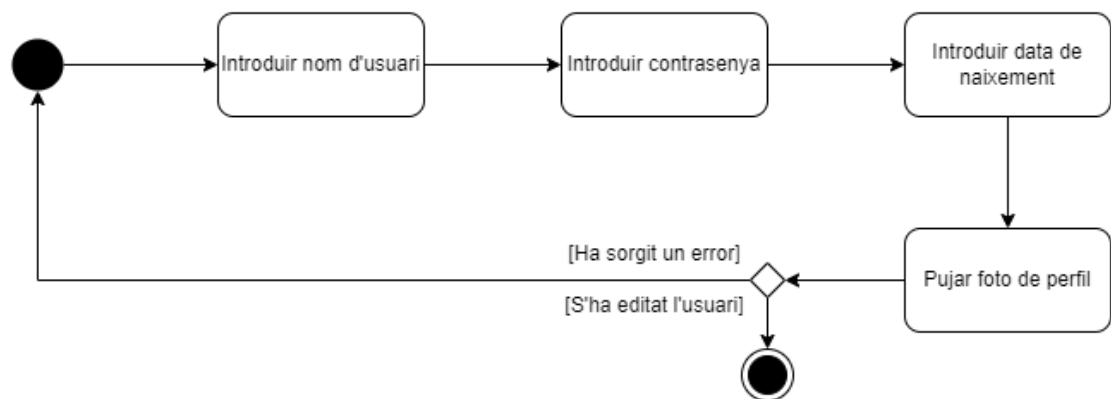 Introduir nom d'usuari
Introduir contrasenya
Introduir data de
naixement
[Ha sorgit un error]
Pujar foto de perfil
[S'ha editat l'usuari]